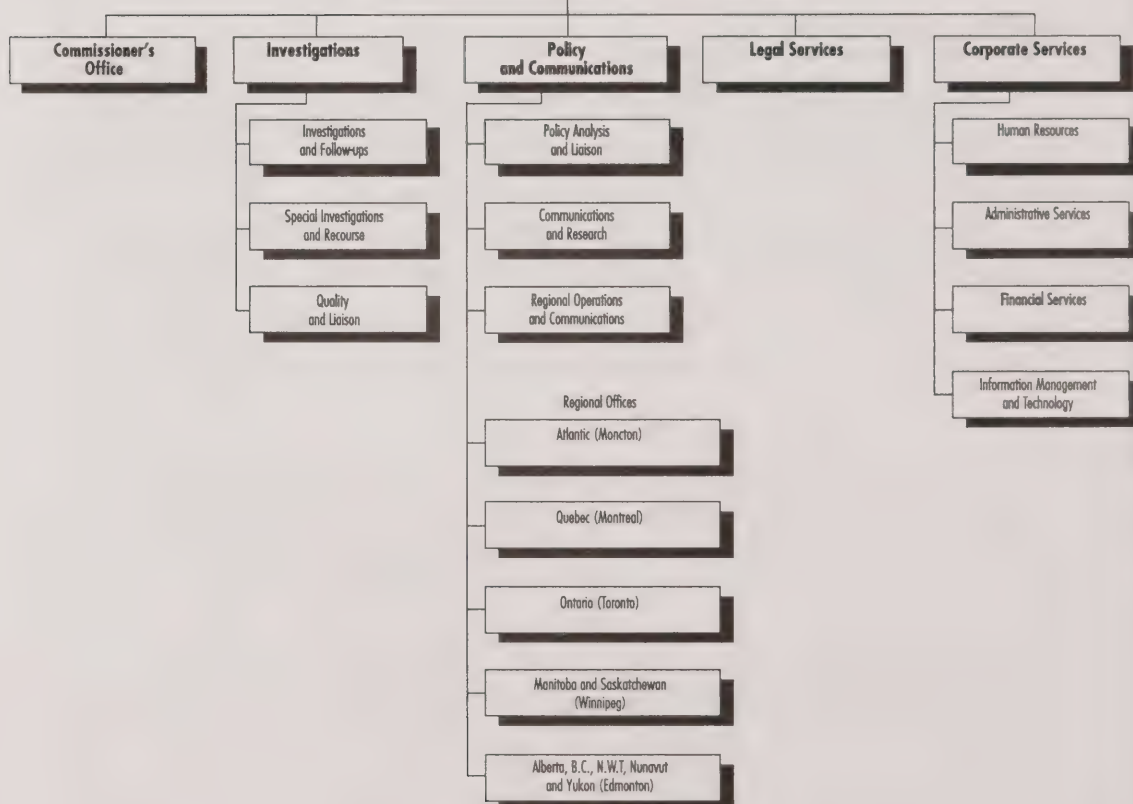 Commissioner's
Office
Investigations
Policy
and Communications
Legal Services
Corporate Services
Investigations
and Follow-ups
Special Investigations
and Recourse
Quality
and Liaison
Policy Analysis
and Liaison
Communications
and Research
Regional Operations
and Communications
Regional Offices
Atlantic (Moncton)
Quebec (Montreal)
Ontario (Toronto)
Manitoba and Saskatchewan
(Winnipeg)
Alberta, B.C., N.W.T, Nunavut
and Yukon (Edmonton)
Human Resources
Administrative Services
Financial Services
Information Management
and Technology